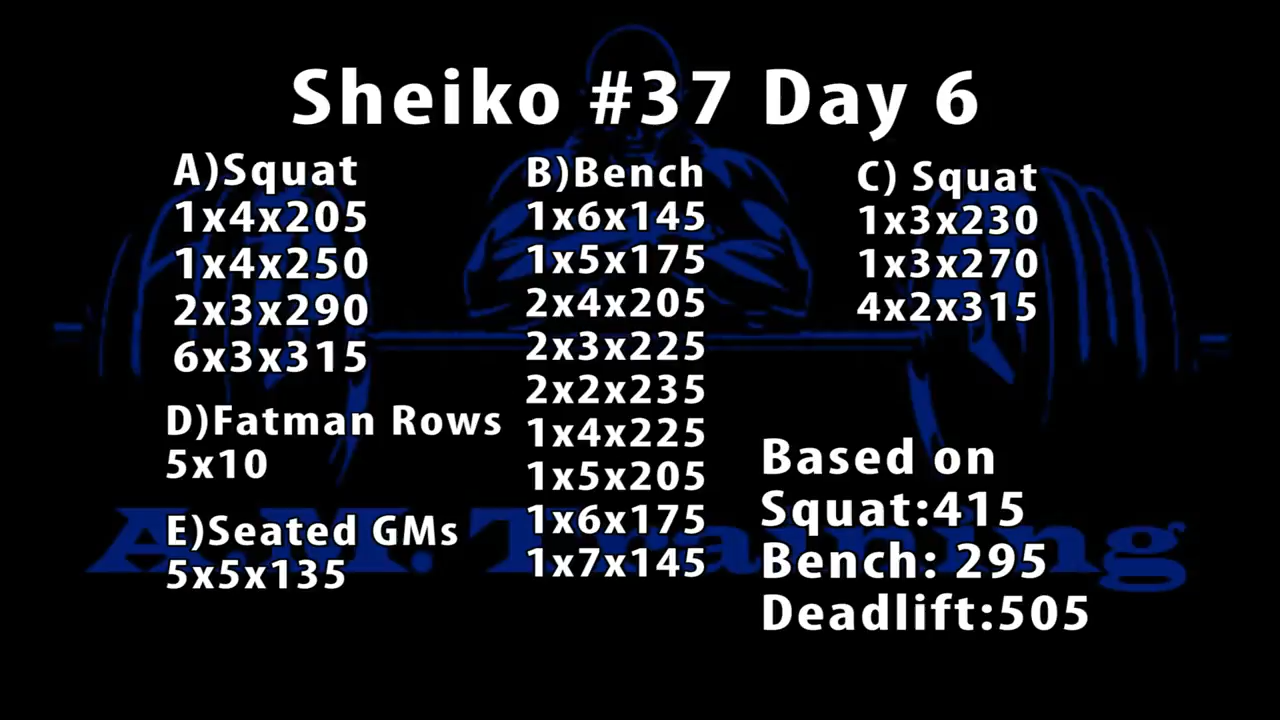 Sheiko #37 Day 6
A)Squat
1x4x205
1x4x250
2x3x290
6x3x315
B)Bench
1x6x145
1x5x175
2x4x205
2x3x225
2x2x235
1x4x225
1x5x205
1x6x175
1x7x145
C) Squat
1x3x230
1x3x270
4x2x315
D)Fatman Rows
5x10
E)Seated GMs
5x5x135
Based on
Squat:415
Bench: 295
Deadlift:505
A.M. Training